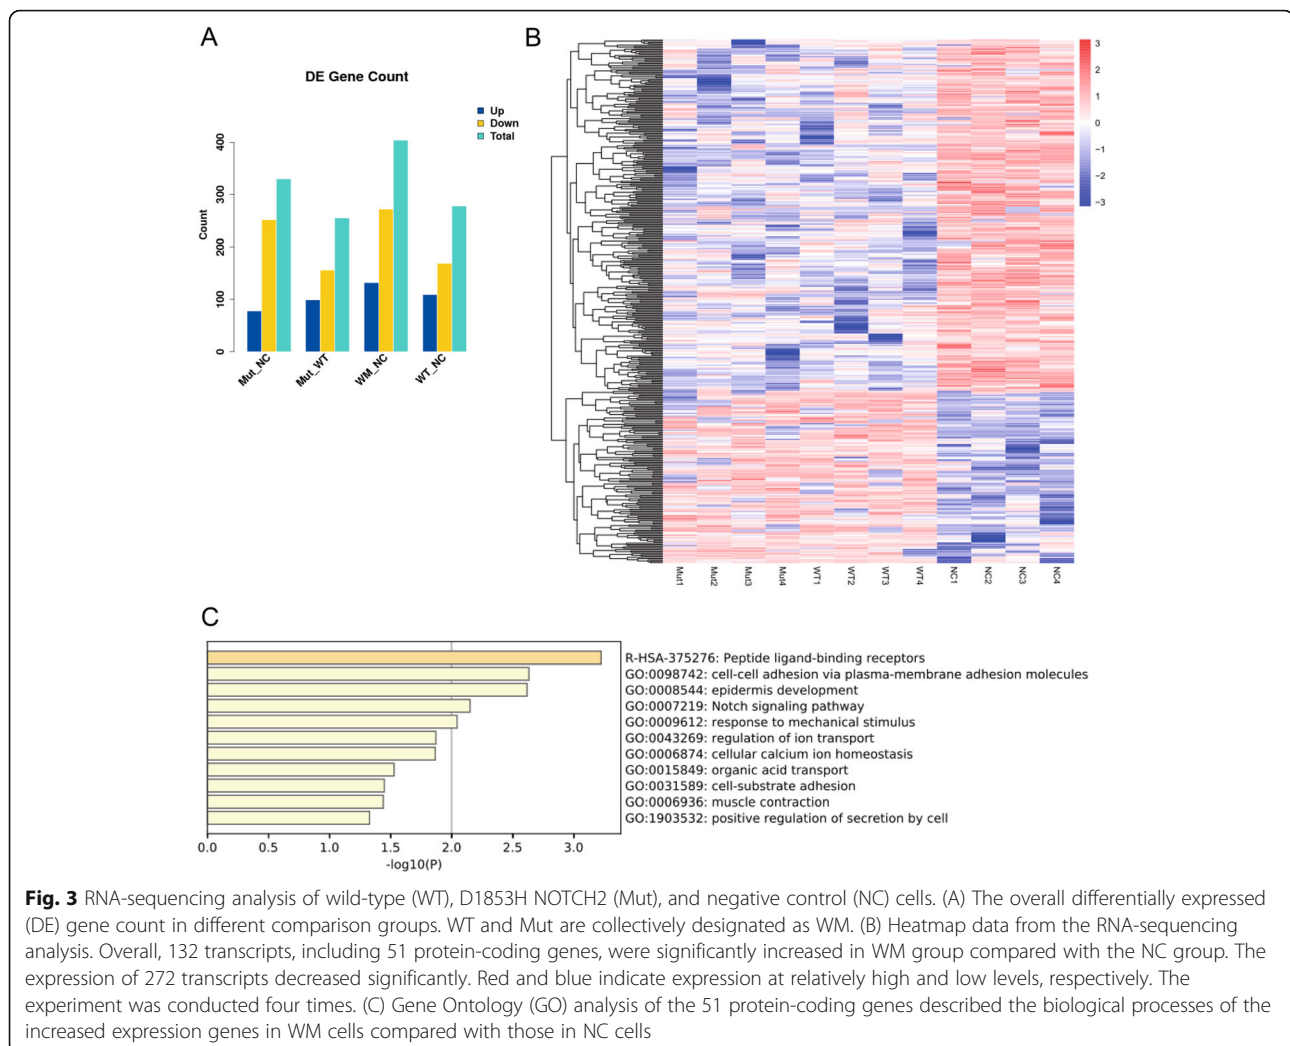 A
DE Gene Count
Up
Down
Total
Count
0
100
200
300
400
Mut_NC
Mut_WT
WM_NC
WT_NC
B
3
2
1
0
−1
−2
−3
Mut1
Mut2
Mut3
Mut4
WT1
WT2
WT3
WT4
NC1
NC2
NC3
NC4
C
R-HSA-375276: Peptide ligand-binding receptors
GO:0098742: cell-cell adhesion via plasma-membrane adhesion molecules
GO:0008544: epidermis development
GO:0007219: Notch signaling pathway
GO:0009612: response to mechanical stimulus
GO:0043269: regulation of ion transport
GO:0006874: cellular calcium ion homeostasis
GO:0015849: organic acid transport
GO:0031589: cell-substrate adhesion
GO:0006936: muscle contraction
GO:1903532: positive regulation of secretion by cell
0.0 0.5 1.0 1.5 2.0 2.5 3.0
-log10(P)
Fig. 3 RNA-sequencing analysis of wild-type (WT), D1853H NOTCH2 (Mut), and negative control (NC) cells. (A) The overall differentially expressed
(DE) gene count in different comparison groups. WT and Mut are collectively designated as WM. (B) Heatmap data from the RNA-sequencing
analysis. Overall, 132 transcripts, including 51 protein-coding genes, were significantly increased in WM group compared with the NC group. The
expression of 272 transcripts decreased significantly. Red and blue indicate expression at relatively high and low levels, respectively. The
experiment was conducted four times. (C) Gene Ontology (GO) analysis of the 51 protein-coding genes described the biological processes of the
increased expression genes in WM cells compared with those in NC cells